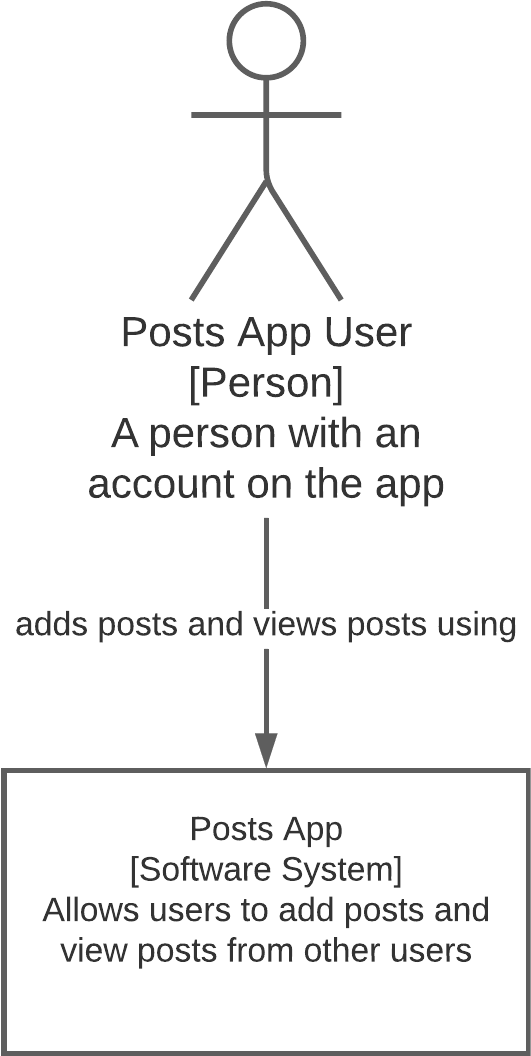 Posts App User
[Person]
A person with an
account on the app
adds posts and views posts using
Posts App
[Software System]
Allows users to add posts and
view posts from other users